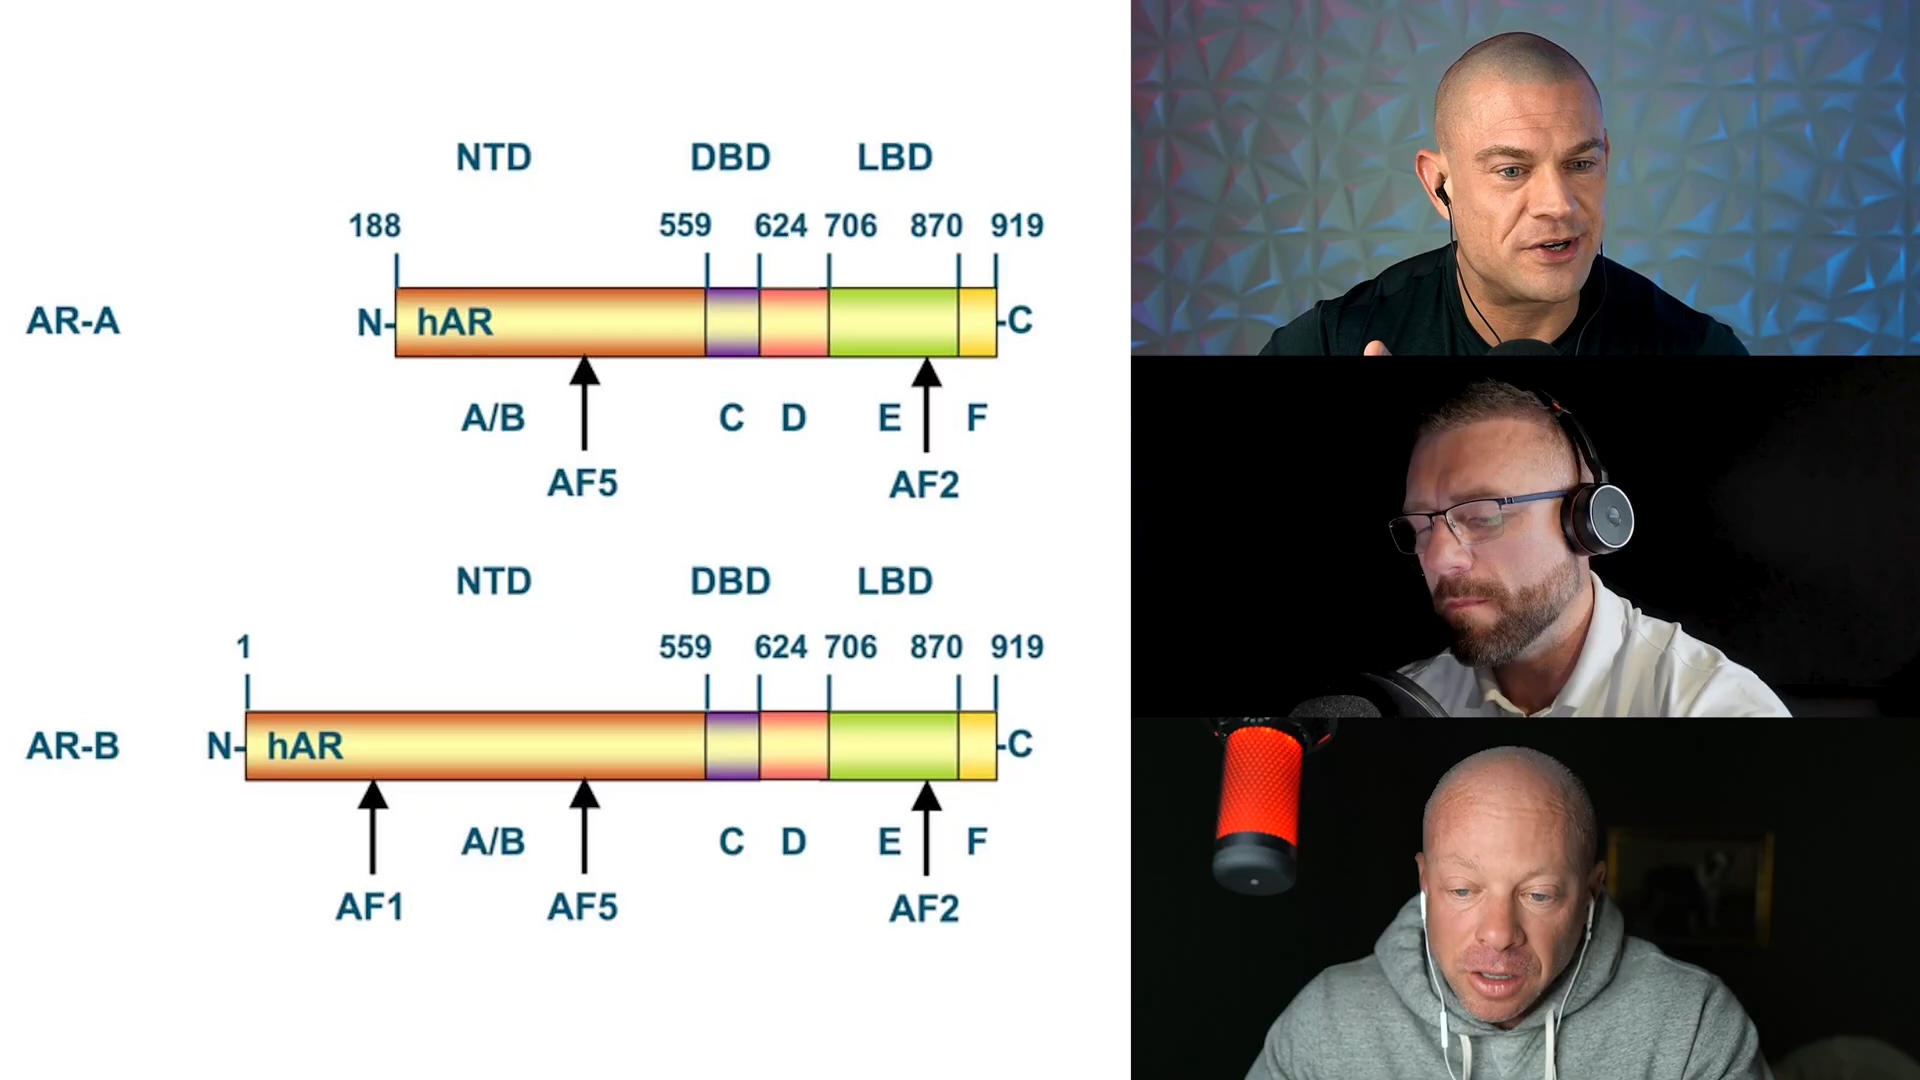 NTD DBD LBD
188 559 624 706 870 919
AR-A N- hAR -C
A/B C D E F
AF5 AF2
NTD DBD LBD
1 559 624 706 870 919
AR-B N- hAR -C
A/B C D E F
AF1 AF5 AF2